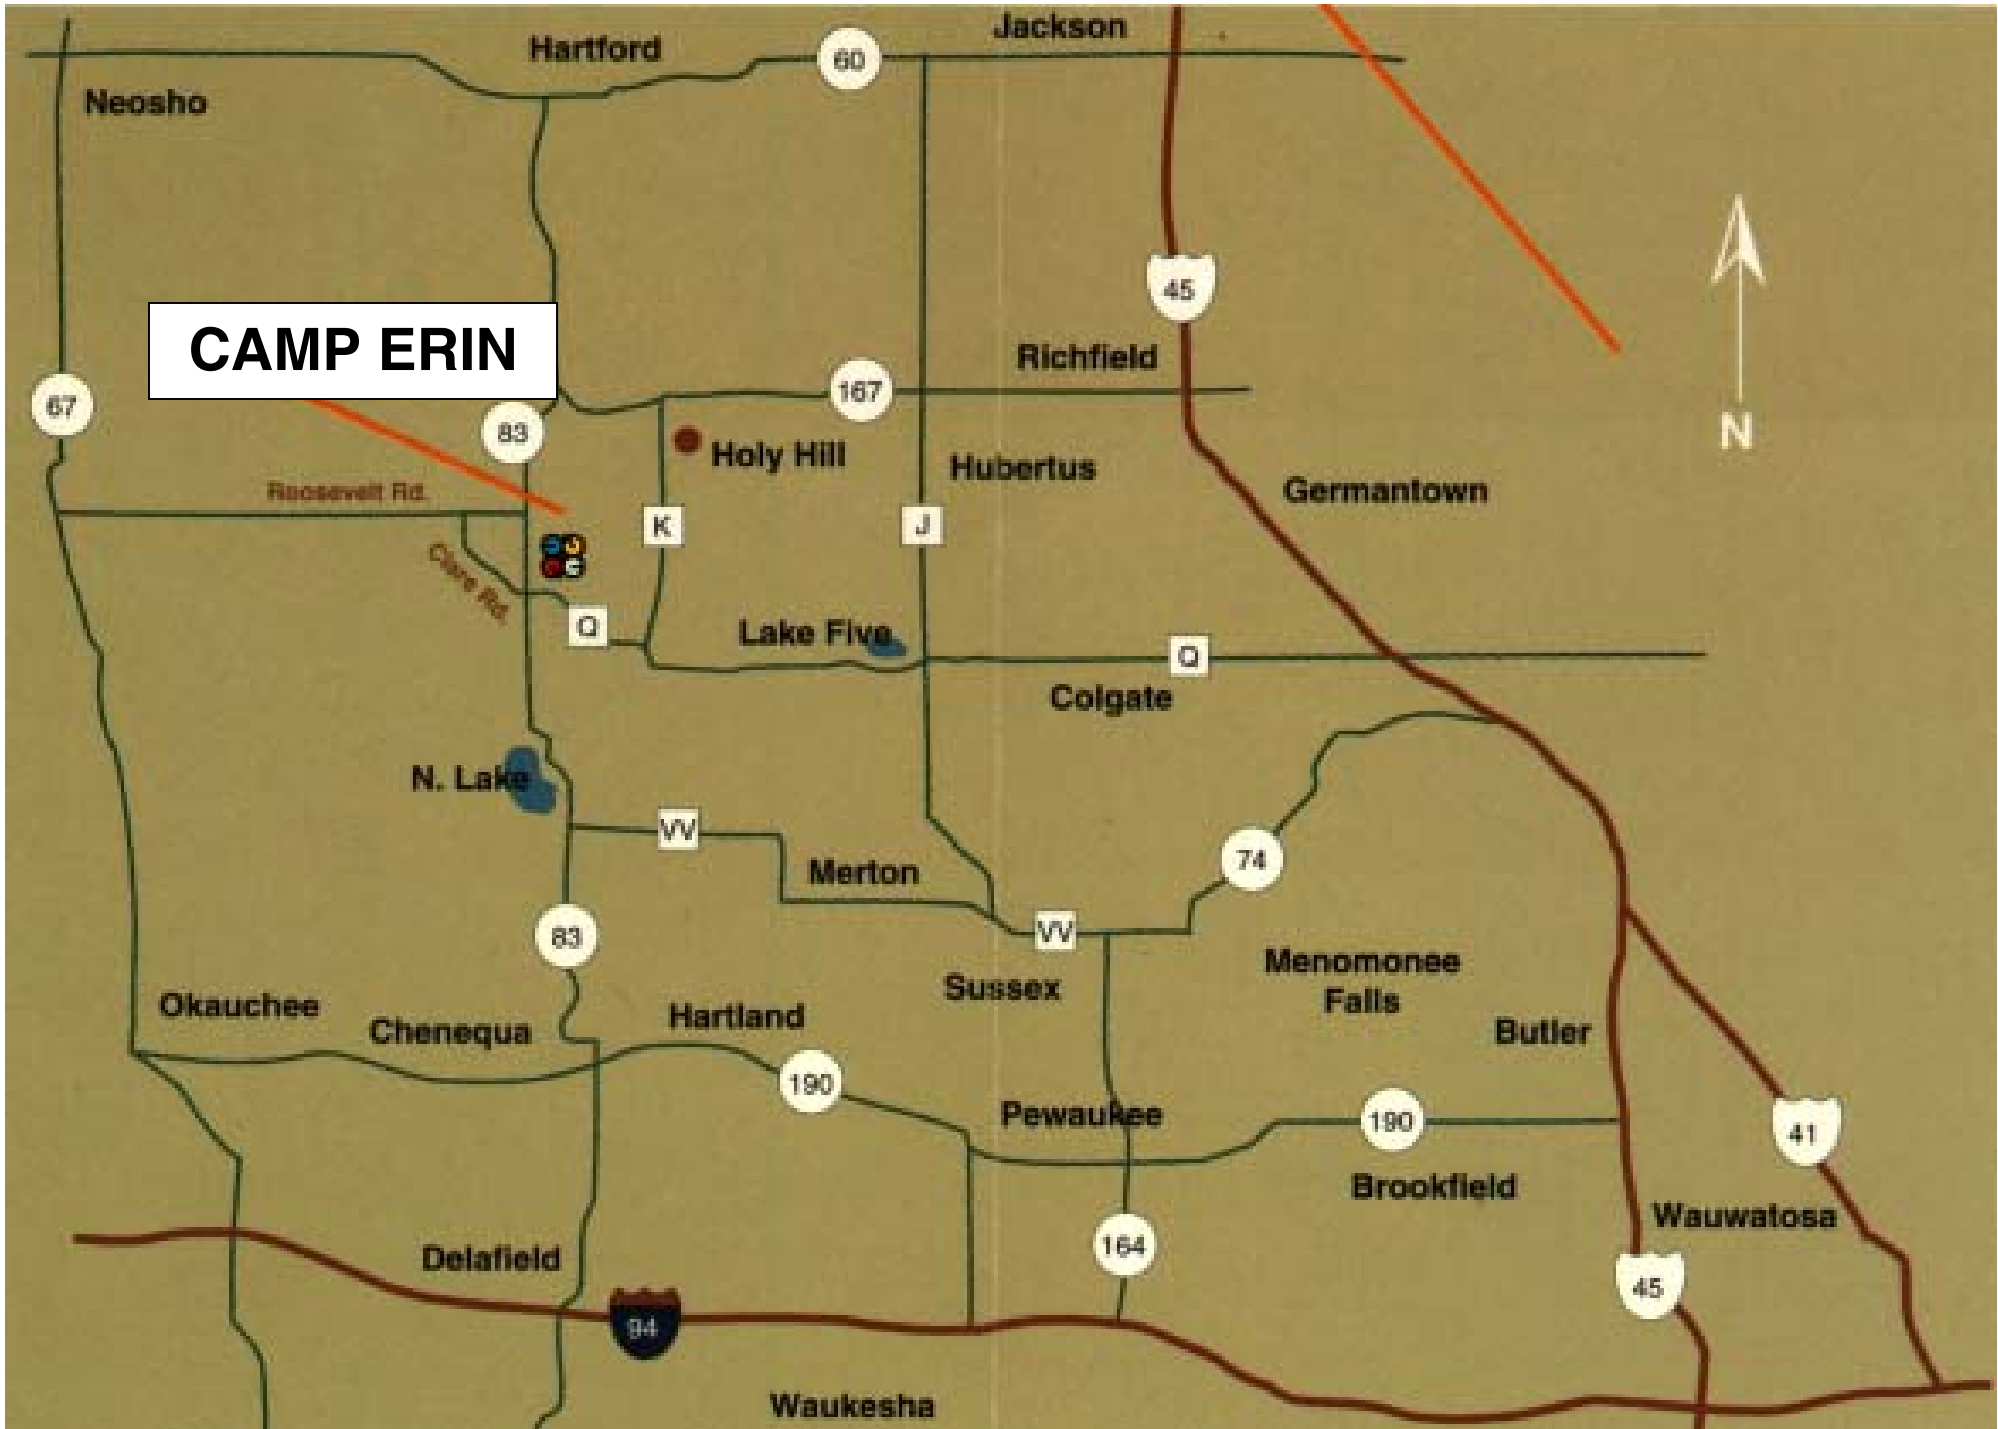 Jackson
Hartford
60
Neosho
45
CAMP ERIN
Richfield
67
167
83
N
Holy Hill
Hubertus
Roosevelt Rd.
Germantown
K
J
Clare Rd.
Q
Lake Five
Q
Colgate
N. Lake
VV
74
Merton
83
VV
Menomonee
Falls
Sussex
Okauchee
Hartland
Chenequa
Butler
190
Pewaukee
190
41
Brookfield
Wauwatosa
164
Delafield
45
94
Waukesha